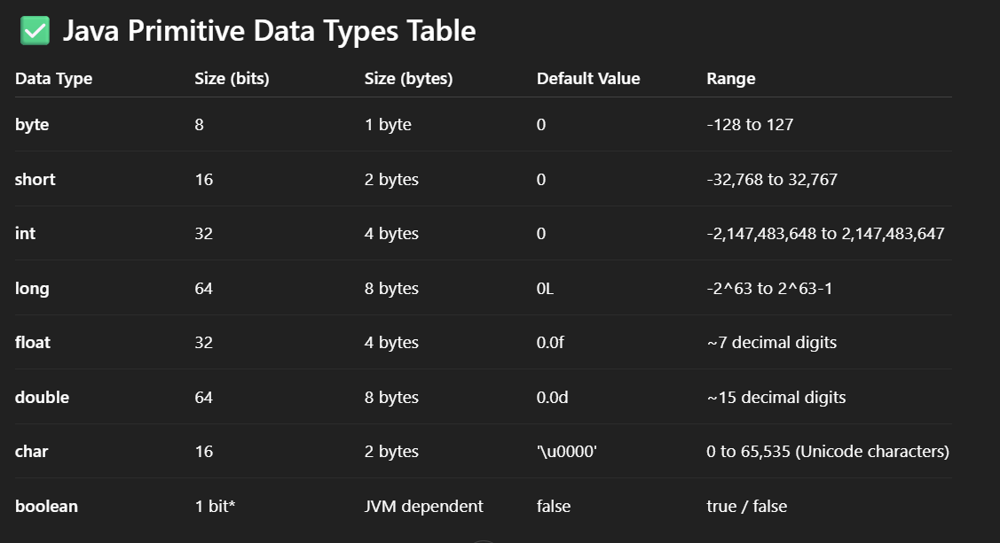 ✅ Java Primitive Data Types Table
Data Type Size (bits) Size (bytes) Default Value Range
byte 8 1 byte 0 -128 to 127
short 16 2 bytes 0 -32,768 to 32,767
int 32 4 bytes 0 -2,147,483,648 to 2,147,483,647
long 64 8 bytes 0L -2^63 to 2^63-1
float 32 4 bytes 0.0f ~7 decimal digits
double 64 8 bytes 0.0d ~15 decimal digits
char 16 2 bytes '\u0000' 0 to 65,535 (Unicode characters)
boolean 1 bit* JVM dependent false true / false